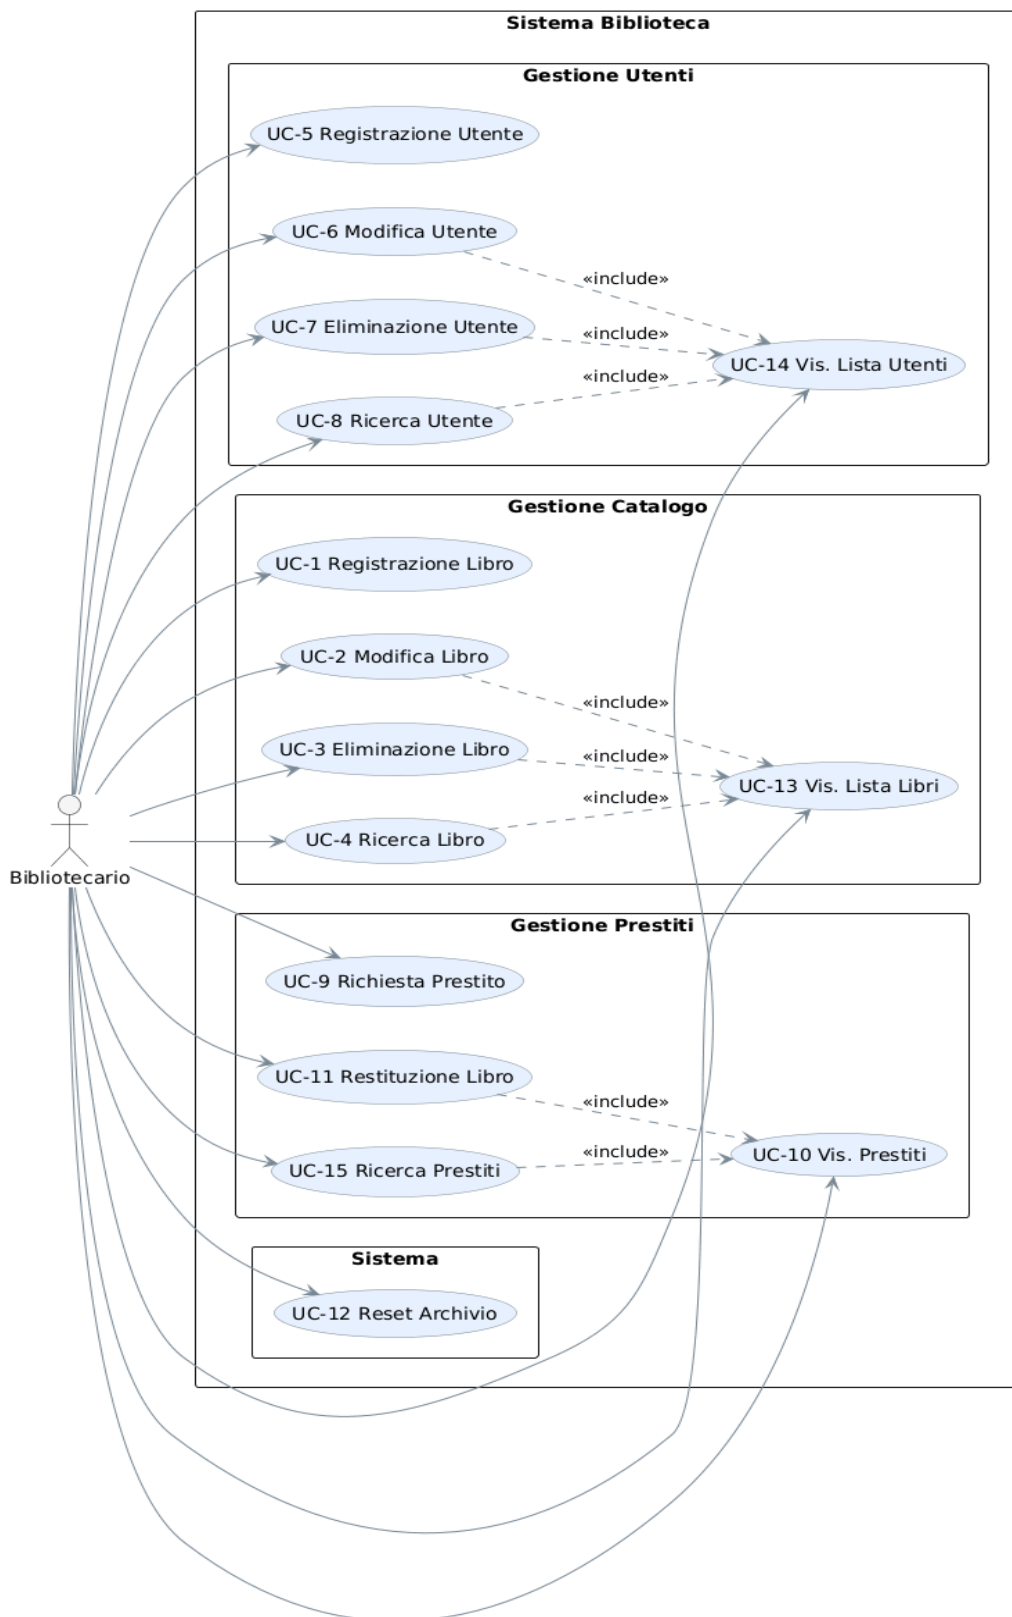 Sistema Biblioteca
Gestione Utenti
UC-5 Registrazione Utente
UC-6 Modifica Utente
«include»
UC-7 Eliminazione Utente
«include»
UC-14 Vis. Lista Utenti
«include»
UC-8 Ricerca Utente
Gestione Catalogo
UC-1 Registrazione Libro
UC-2 Modifica Libro
«include»
UC-3 Eliminazione Libro
«include»
UC-13 Vis. Lista Libri
«include»
UC-4 Ricerca Libro
Bibliotecario
Gestione Prestiti
UC-9 Richiesta Prestito
UC-11 Restituzione Libro
«include»
«include»
UC-10 Vis. Prestiti
UC-15 Ricerca Prestiti
Sistema
UC-12 Reset Archivio